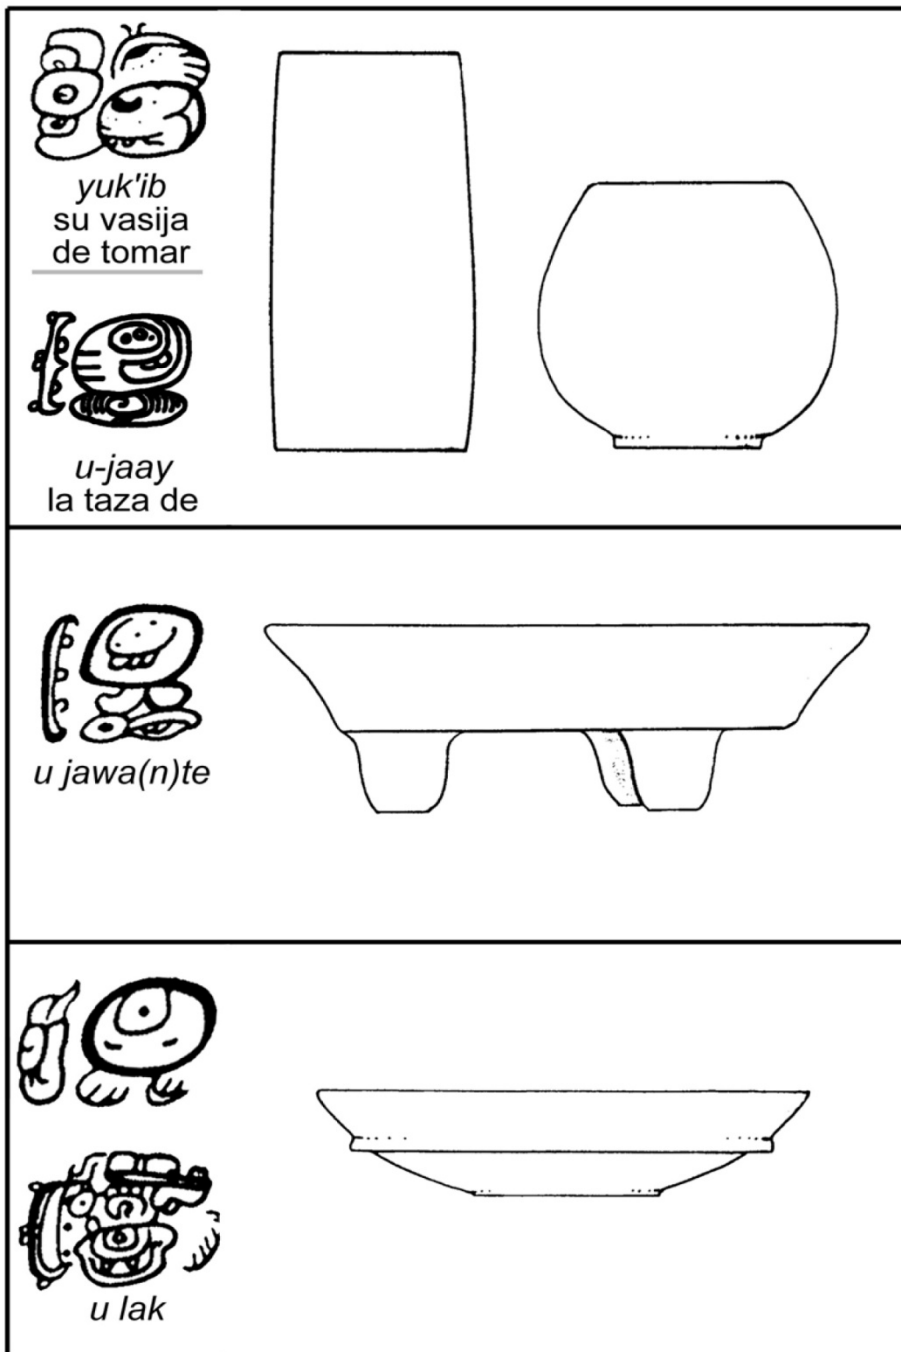 yuk'ib
su vasija
de tomar
u-jaay
la taza de
u jawa(n)te
u lak